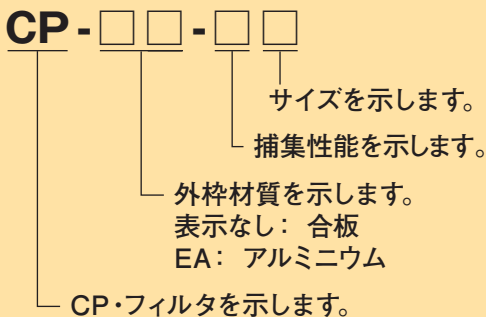 CP-□□-□□
サイズを示します。
捕集性能を示します。
外枠材質を示します。
表示なし： 合板
EA： アルミニウム
CP・フィルタを示します。